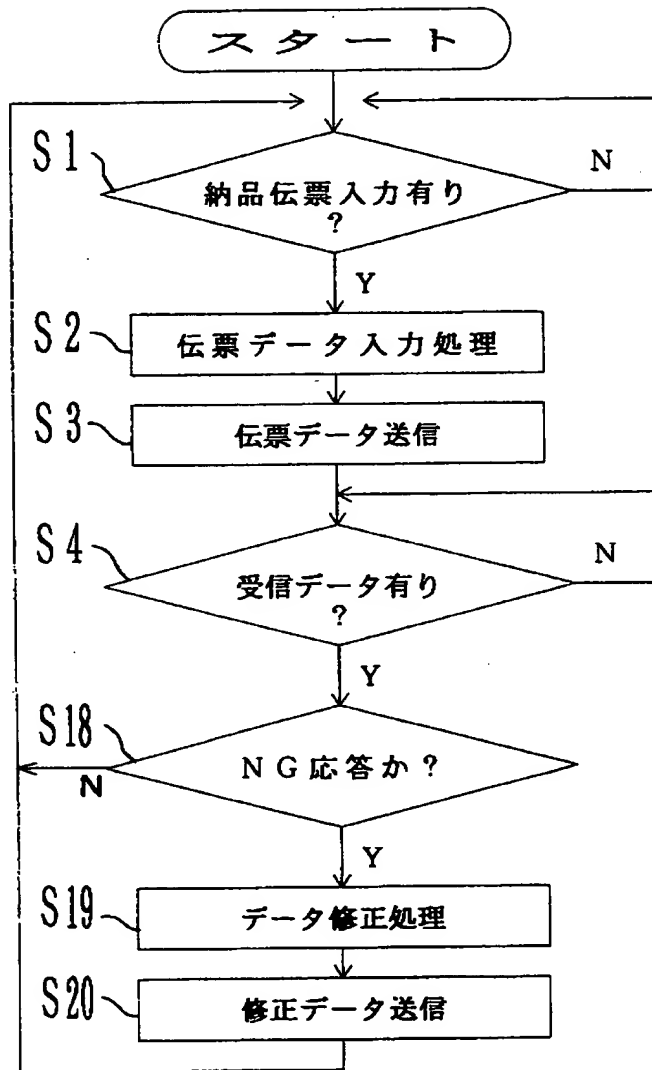 スタート
S1
納品伝票入力有り
?
N
Y
S2
伝票データ入力処理
S3
伝票データ送信
S4
受信データ有り
?
N
Y
S18
NG応答か?
N
Y
S19
データ修正処理
S20
修正データ送信